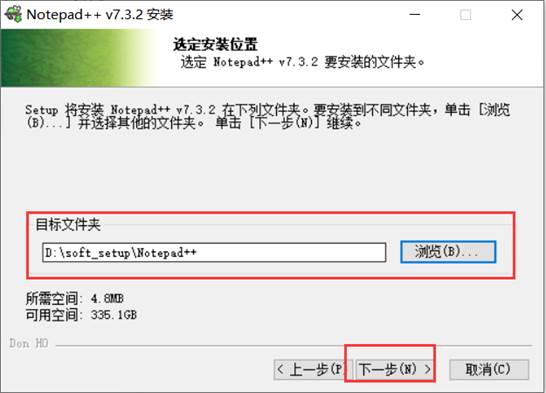 Notepad++ v7.3.2 安装
选定安装位置
选定 Notepad++ v7.3.2 要安装的文件夹。
Setup 将安装 Notepad++ v7.3.2 在下列文件夹。要安装到不同文件夹，单击 [浏览
(B)...] 并选择其他的文件夹。 单击 [下一步(N)] 继续。
目标文件夹
D:\soft_setup\Notepad++
浏览(B)...
所需空间: 4.8MB
可用空间: 335.1GB
Don HO
< 上一步(P
下一步(N) >
取消(C)